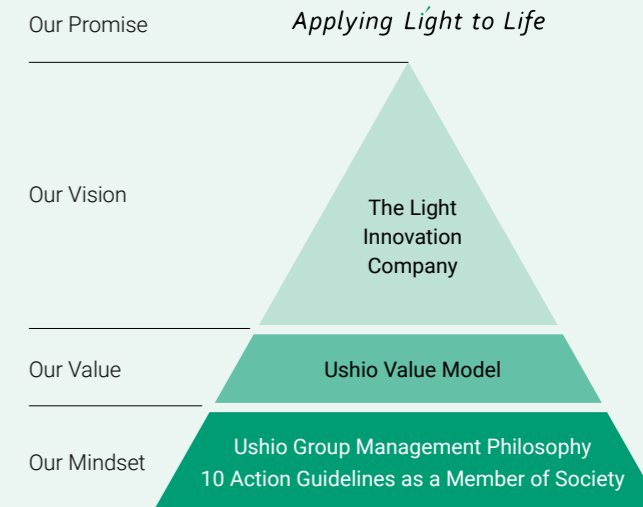 Our Promise
Applying Light to Life
Our Vision
The Light
Innovation
Company
Our Value
Ushio Value Model
Our Mindset
Ushio Group Management Philosophy
10 Action Guidelines as a Member of Society